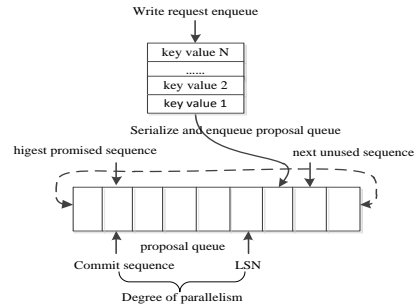 Write request enqueue
key value N
......
key value 2
key value 1
Serialize and enqueue proposal queue
higest promised sequence
next unused sequence
proposal queue
Commit sequence
LSN
Degree of parallelism